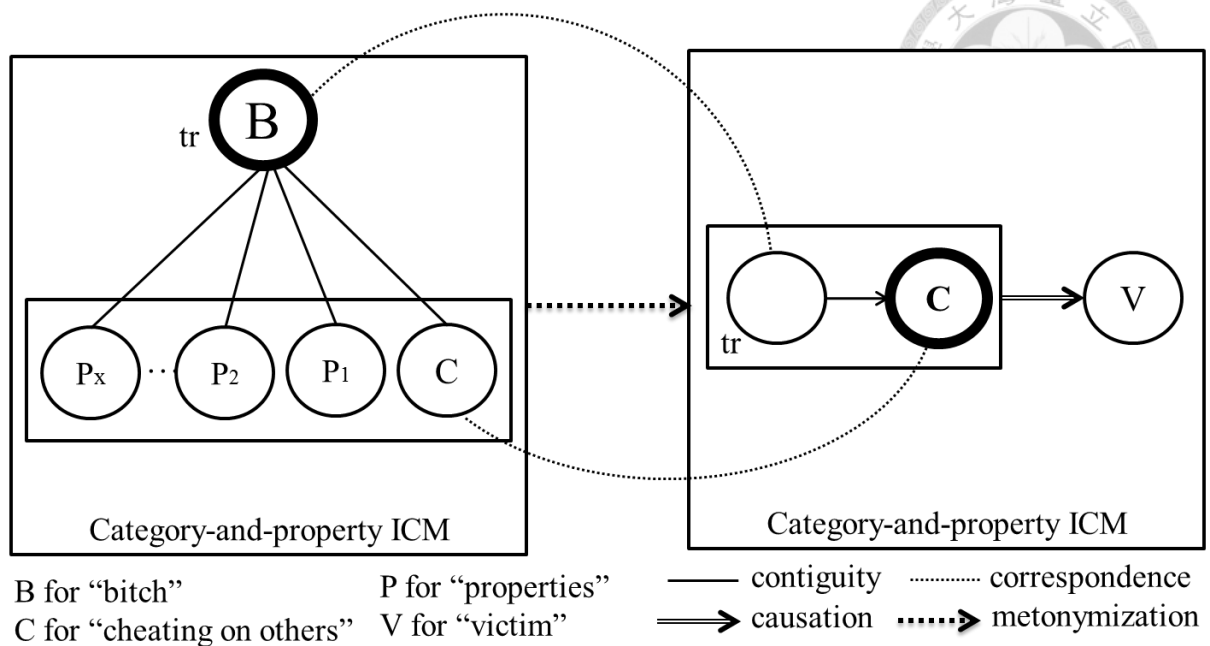 B
tr
Px ... P2 P1 C
tr
C
V
Category-and-property ICM
Category-and-property ICM
B for “bitch”
P for “properties”
contiguity
correspondence
C for “cheating on others”
V for “victim”
causation
metonymization